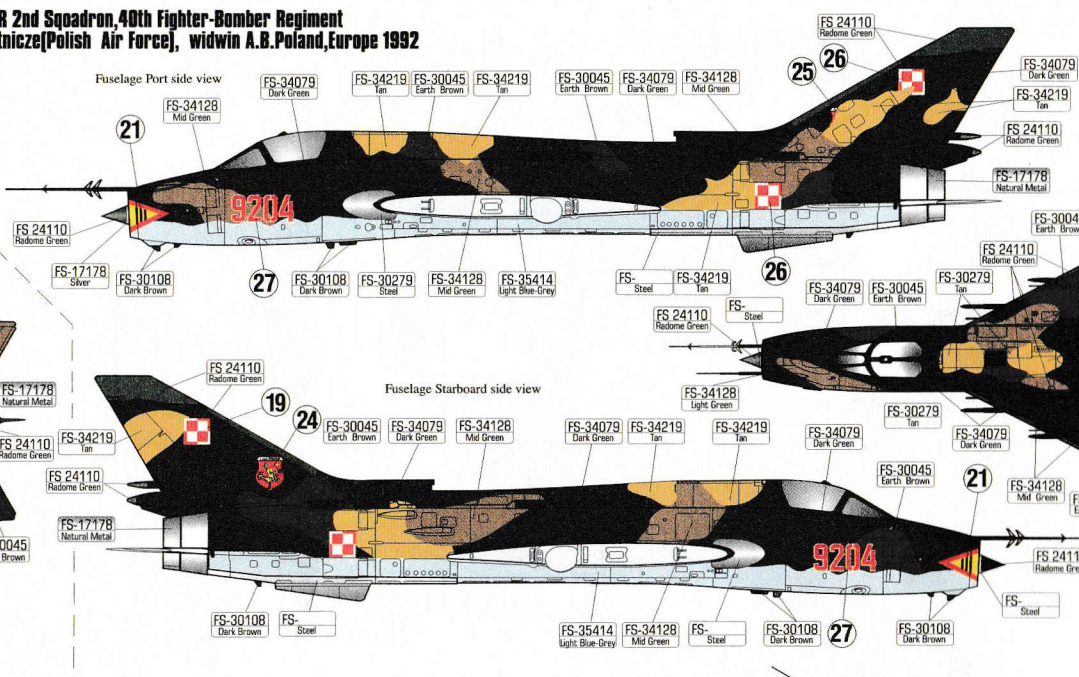 R 2nd Sqoadron,40th Fighter-Bomber Regiment
tnicze[Polish Air Force], widwin A.B.Poland,Europe 1992
Fuselage Port side view
FS-34079
Dark Green
FS-34219
Tan
FS-30045
Earth Brown
FS-34219
Tan
FS-30045
Earth Brown
FS-34079
Dark Green
FS-34128
Mid Green
25
26
FS 24110
Radome Green
FS-34079
Dark Green
FS-34219
Tan
FS 24110
Radome Green
FS-17178
Natural Metal
FS-34128
Mid Green
21
9204
FS 24110
Radome Green
FS-17178
Silver
FS-30108
Dark Brown
27
FS-30108
Dark Brown
FS-30279
Steel
FS-34128
Mid Green
FS-35414
Light Blue-Grey
FS-
Steel
FS-34219
Tan
26
FS-3004
Earth Brow
FS 24110
Radome Green
FS-30279
Tan
FS-34079
Dark Green
FS-30045
Earth Brown
FS-
Steel
FS 24110
Radome Green
FS-34128
Light Green
FS-30279
Tan
FS-34079
Dark Green
FS-34128
Mid Green
FS-17178
Natural Metal
FS 24110
Radome Green
0045
Brown
Fuselage Starboard side view
FS 24110
Radome Green
19
24
FS-34219
Tan
FS 24110
Radome Green
FS-17178
Natural Metal
FS-30045
Earth Brown
FS-34079
Dark Green
FS-34128
Mid Green
FS-34079
Dark Green
FS-34219
Tan
FS-34219
Tan
FS-34079
Dark Green
FS-30045
Earth Brown
21
9204
FS 2411
Radome Gre
FS-
Steel
FS-30108
Dark Brown
FS-
Steel
FS-35414
Light Blue-Grey
FS-34128
Mid Green
FS-
Steel
FS-30108
Dark Brown
27
FS-30108
Dark Brown